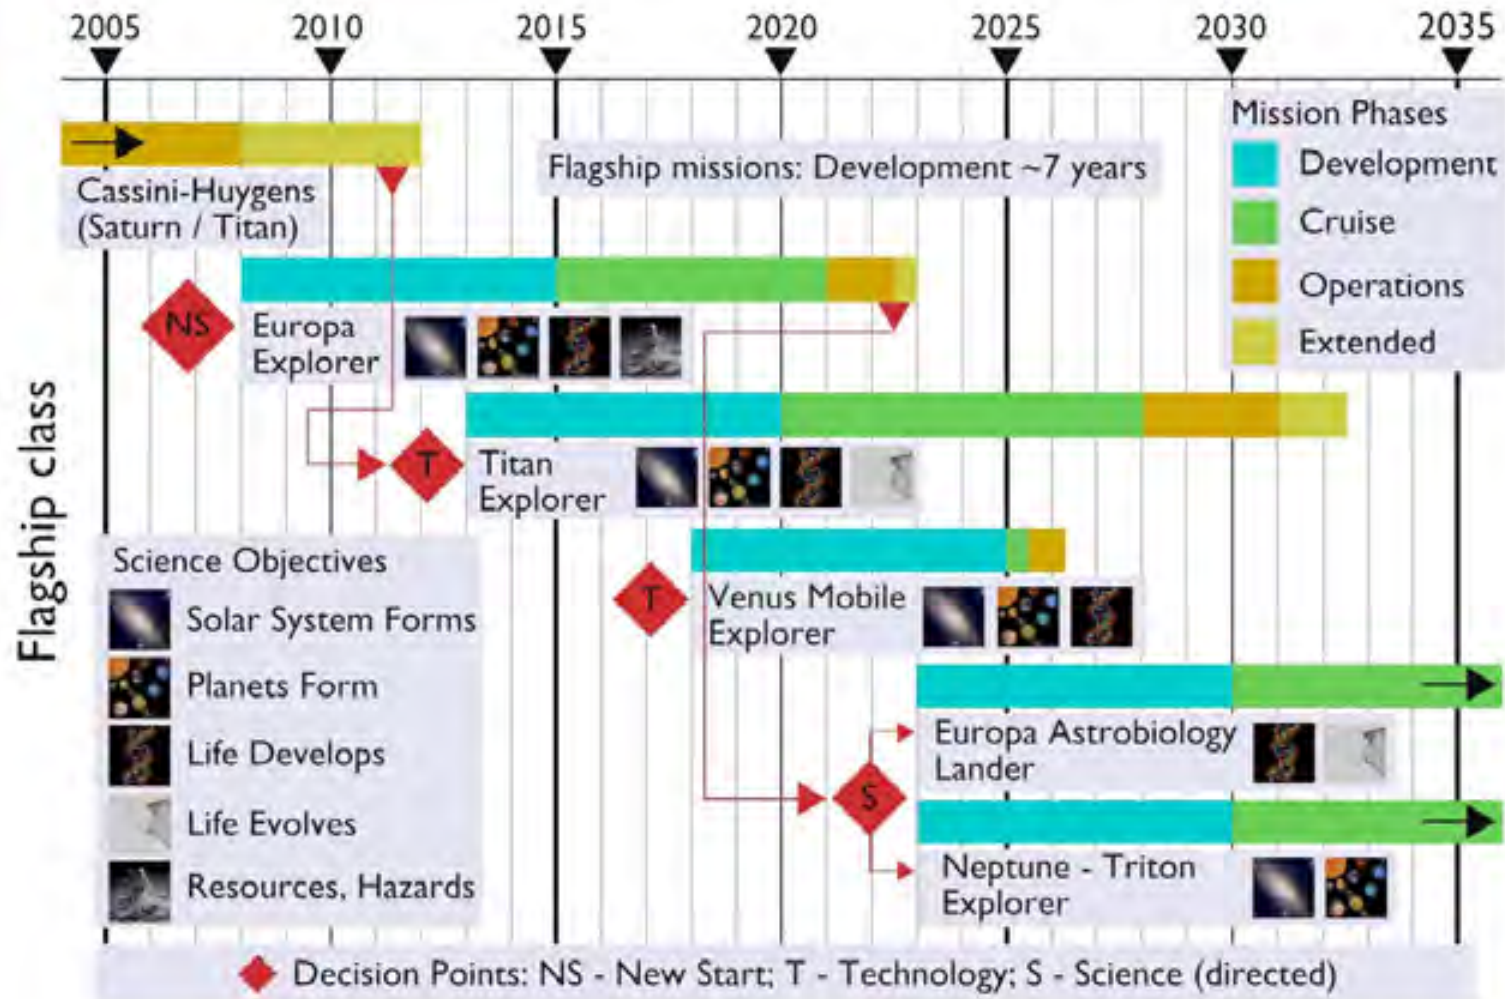 2005 2010 2015 2020 2025 2030 2035
Mission Phases
Development
Cruise
Operations
Extended
Flagship missions: Development ~7 years
Cassini-Huygens
(Saturn / Titan)
NS
Europa
Explorer
T
Titan
Explorer
T
Venus Mobile
Explorer
S
Europa Astrobiology
Lander
Neptune - Triton
Explorer
Flagship class
Science Objectives
Solar System Forms
Planets Form
Life Develops
Life Evolves
Resources, Hazards
Decision Points: NS - New Start; T - Technology; S - Science (directed)